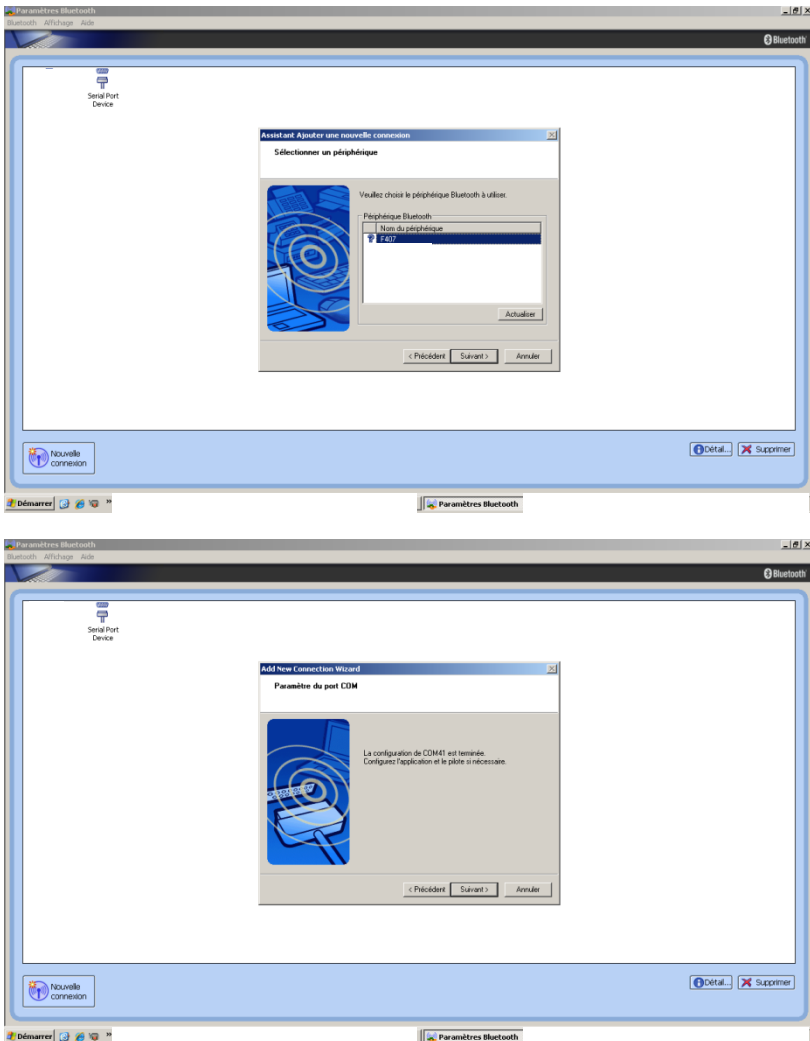 Paramètres Bluetooth
Bluetooth Affichage Aide
Bluetooth
Serial Port
Device
Assistant Ajouter une nouvelle connexion
Sélectionner un périphérique
Veuillez choisir le périphérique Bluetooth à utiliser.
Périphérique Bluetooth
Nom du périphérique
F407
Actualiser
< Précédent Suivant > Annuler
Nouvelle
connexion
Détail... Supprimer
Démarrer » Paramètres Bluetooth
Paramètres Bluetooth
Bluetooth Affichage Aide
Bluetooth
Serial Port
Device
Add New Connection Wizard
Paramètre du port COM
La configuration de COM41 est terminée.
Configurez l'application et le pilote si nécessaire.
< Précédent Suivant > Annuler
Nouvelle
connexion
Détail... Supprimer
Démarrer » Paramètres Bluetooth